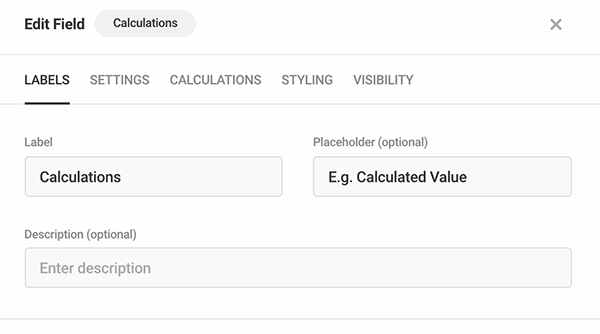 Edit Field Calculations ×
LABELS SETTINGS CALCULATIONS STYLING VISIBILITY
Label Placeholder (optional)
Calculations E.g. Calculated Value
Description (optional)
Enter description